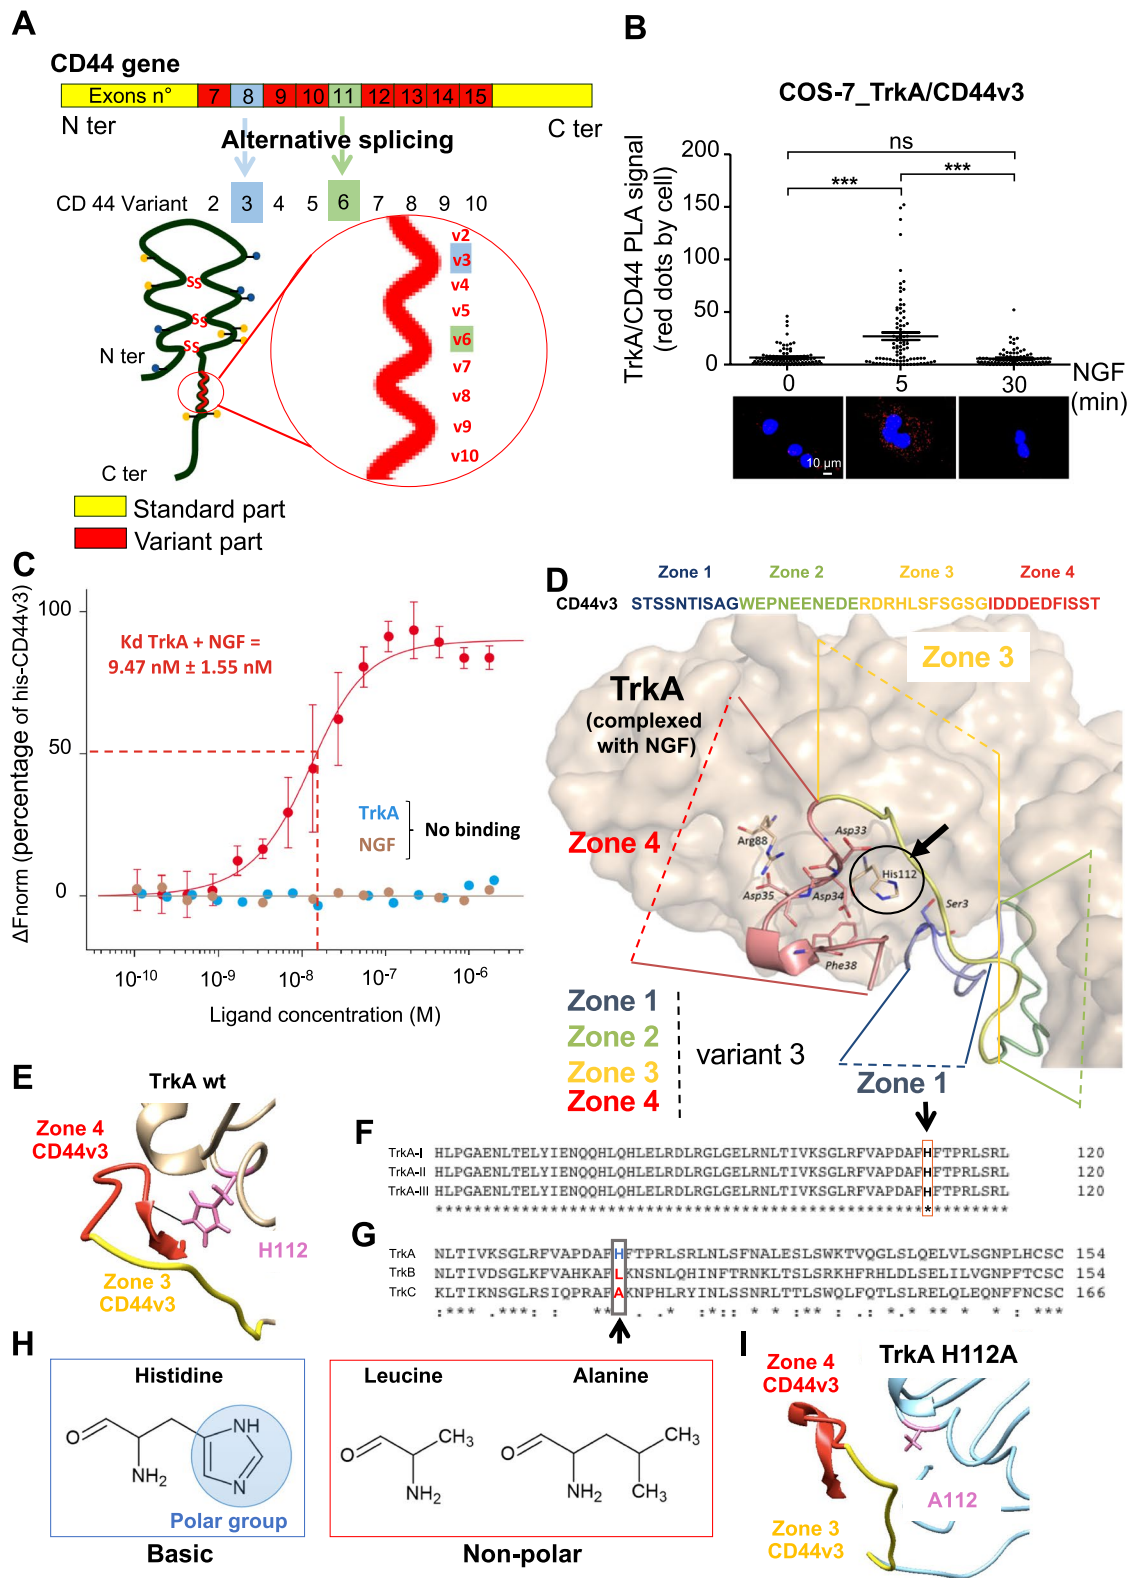 A
CD44 gene
Exons n° 7 8 9 10 11 12 13 14 15
N ter C ter
Alternative splicing
CD 44 Variant 2 3 4 5 6 7 8 9 10
v2
v3
v4
v5
v6
v7
v8
v9
v10
SS
SS
SS
N ter
C ter
Standard part
Variant part
B
COS-7_TrkA/CD44v3
TrkA/CD44 PLA signal
(red dots by cell)
200
150
100
50
0
ns
*** ***
0 5 30 NGF
(min)
10 µm
C
ΔFnorm (percentage of his-CD44v3)
100
50
0
Kd TrkA + NGF =
9.47 nM ± 1.55 nM
TrkA
NGF
No binding
10-10 10-9 10-8 10-7 10-6
Ligand concentration (M)
D
Zone 1 Zone 2 Zone 3 Zone 4
CD44v3 STSSNTISAGWEPNEENEDERDRHLSFSGSGIDDDEDFISST
Zone 3
TrkA
(complexed
with NGF)
Zone 4
Arg88
Asp33
His112
Asp35
Asp34
Ser3
Phe38
Zone 1
Zone 2
Zone 3
Zone 4
variant 3
Zone 1
E
TrkA wt
Zone 4
CD44v3
H112
Zone 3
CD44v3
F
TrkA-I HLPGAENLTELYIENQQHLQHLELRDLRGLGELRNLTIVKSGLRFVAPDAFHFTPRLSRL 120
TrkA-II HLPGAENLTELYIENQQHLQHLELRDLRGLGELRNLTIVKSGLRFVAPDAFHFTPRLSRL 120
TrkA-III HLPGAENLTELYIENQQHLQHLELRDLRGLGELRNLTIVKSGLRFVAPDAFHFTPRLSRL 120
************************************************************
G
TrkA NLTIVKSGLRFVAPDAFHFTPRLSRLNLSFNALESLSWKTVQGLSLQELVLSGNPLHCSC 154
TrkB NLTIVDSGLKFVAHKAFLKNSNLQHINFTRNKLTSLSRKHFRHLDLSELILVGNPFTCSC 154
TrkC KLTIKNSGLRSIQPRAFAKNPHLRYINLSSNRLTTLSWQLFQTLSLRELQLEQNFFNCSC 166
H
Histidine
O
NH
N
NH2
Polar group
Basic
Leucine Alanine
O
CH3
NH2
O
CH3
NH2 CH3
Non-polar
I
TrkA H112A
Zone 4
CD44v3
A112
Zone 3
CD44v3